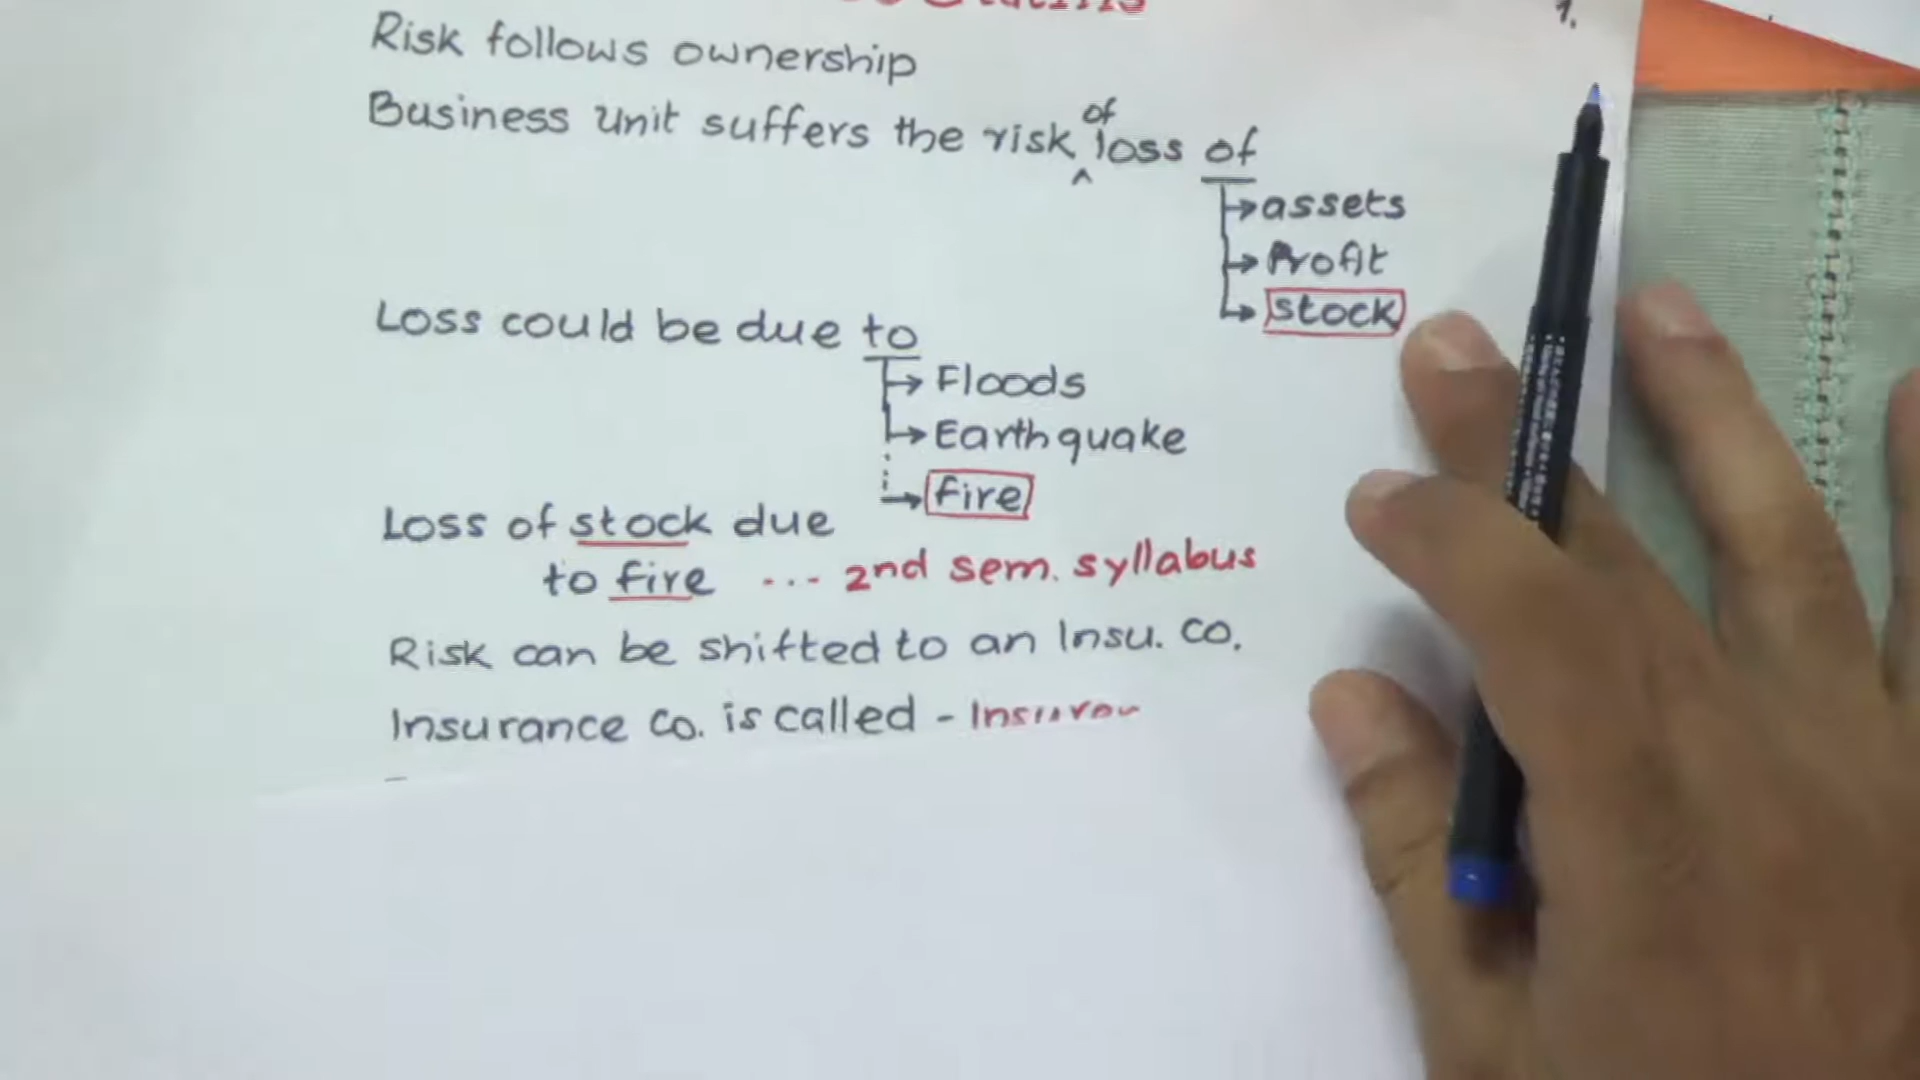 1.
Risk follows ownership
Business unit suffers the risk of loss of
assets
Profit
stock
Loss could be due to
Floods
Earthquake
fire
Loss of stock due
to fire ... 2nd sem. syllabus
Risk can be shifted to an Insu. co.
Insurance co. is called -